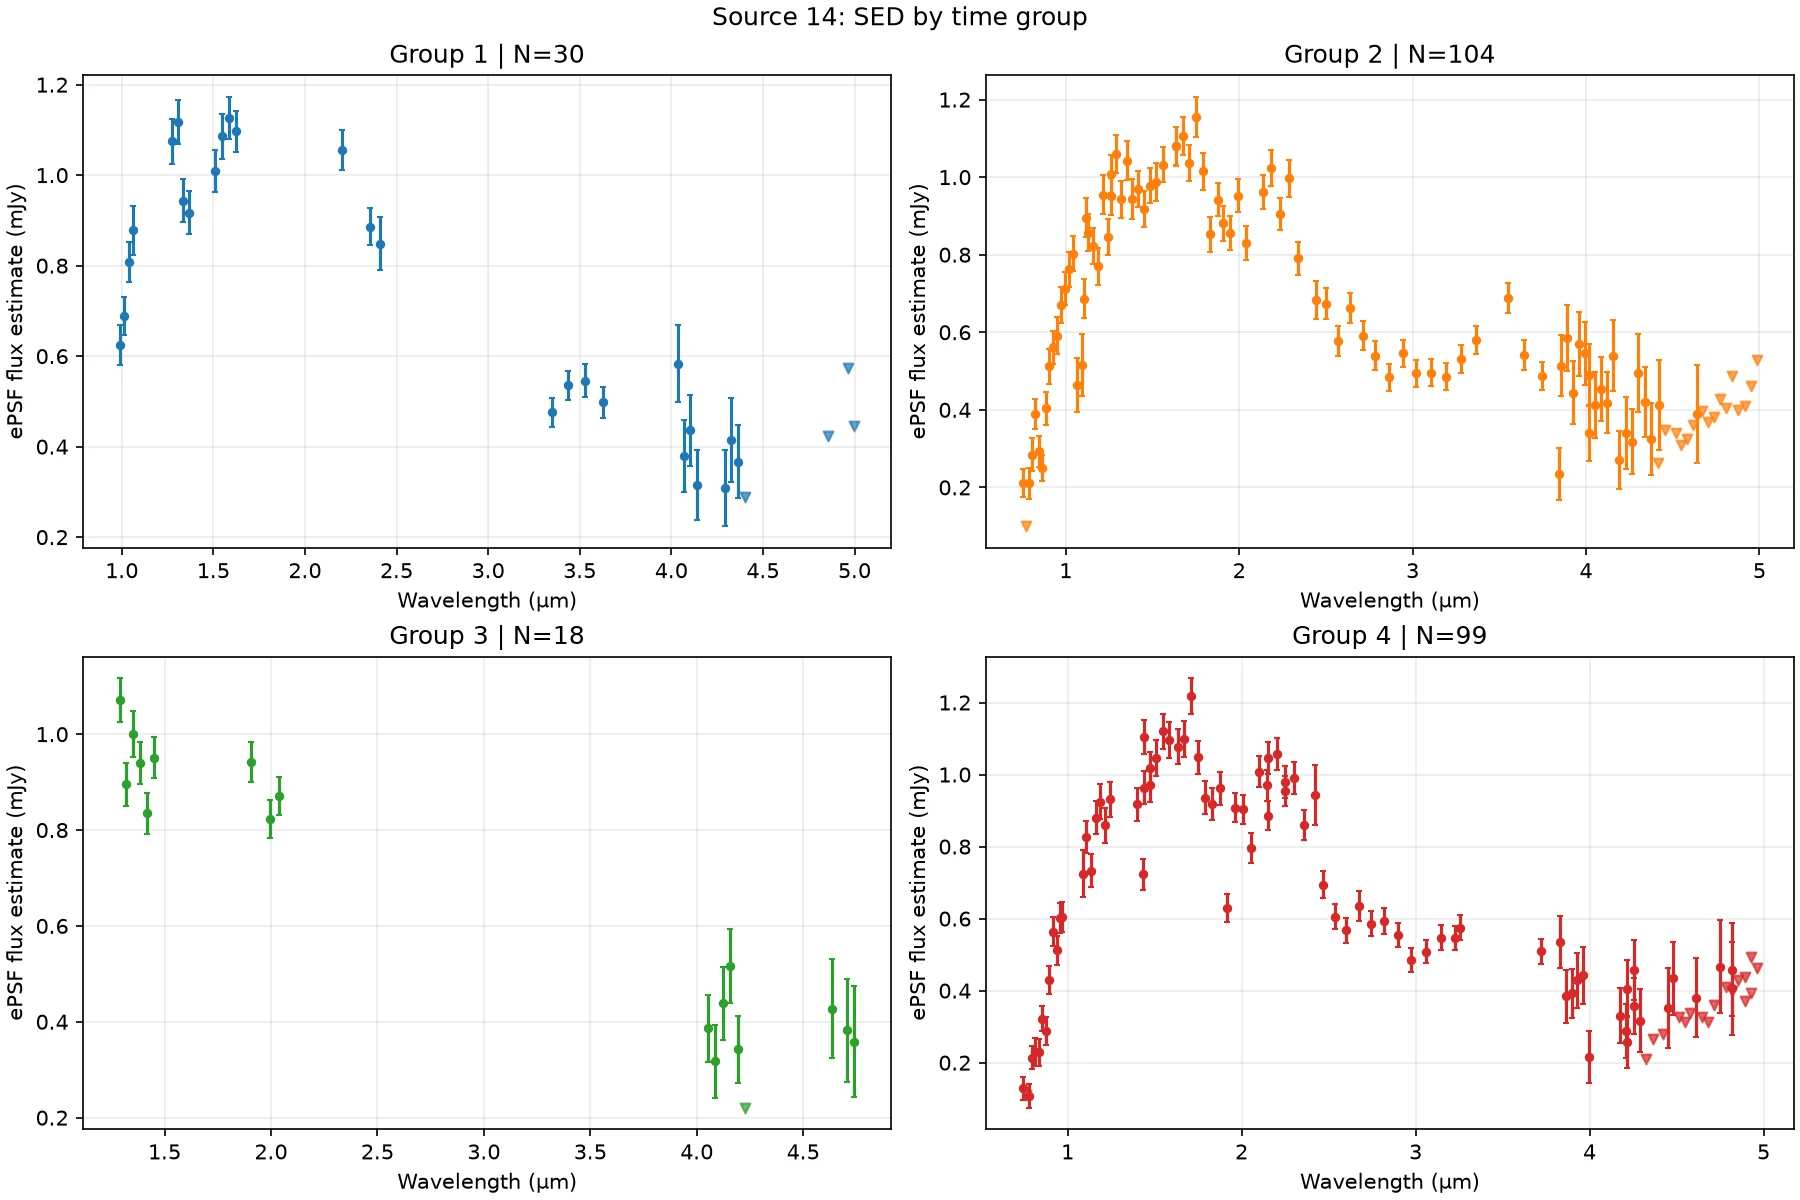 Source 14: SED by time group
Group 1 | N=30
1.2
1.0
0.8
0.6
0.4
0.2
ePSF flux estimate (mJy)
1.0 1.5 2.0 2.5 3.0 3.5 4.0 4.5 5.0
Wavelength (µm)
Group 2 | N=104
1.2
1.0
0.8
0.6
0.4
0.2
ePSF flux estimate (mJy)
1 2 3 4 5
Wavelength (µm)
Group 3 | N=18
1.0
0.8
0.6
0.4
0.2
ePSF flux estimate (mJy)
1.5 2.0 2.5 3.0 3.5 4.0 4.5
Wavelength (µm)
Group 4 | N=99
1.2
1.0
0.8
0.6
0.4
0.2
ePSF flux estimate (mJy)
1 2 3 4 5
Wavelength (µm)